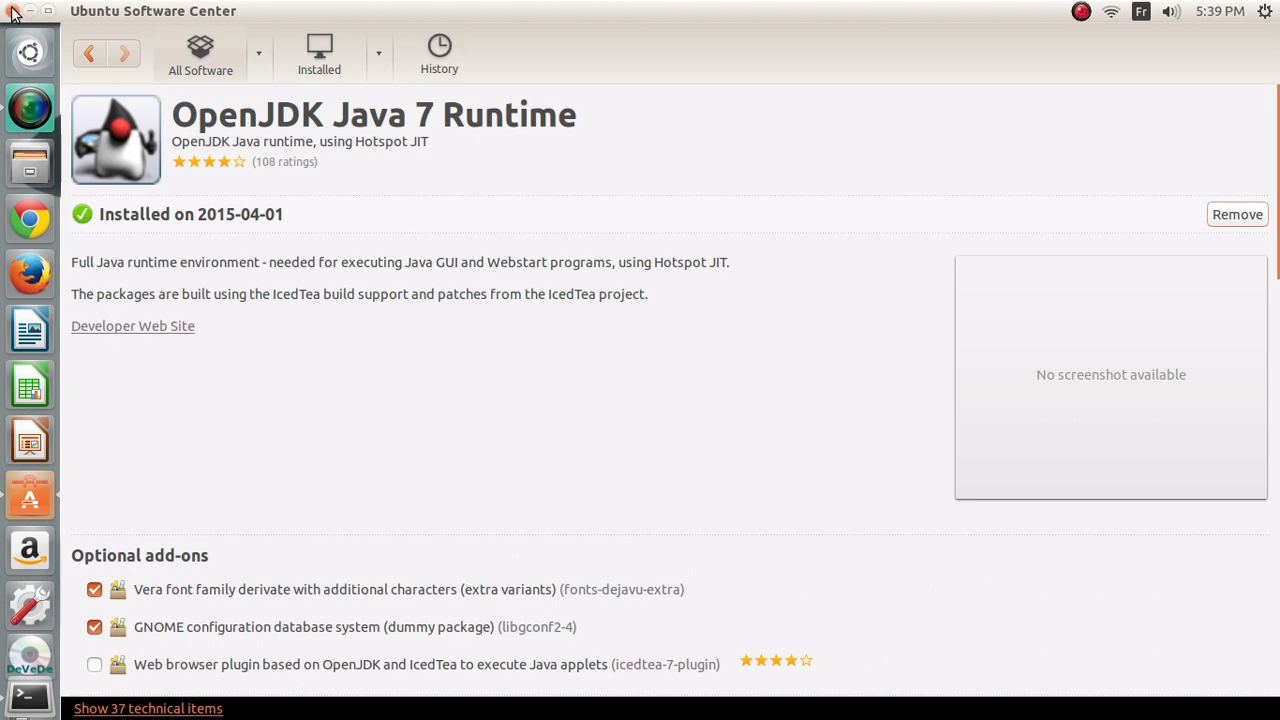 Ubuntu Software Center
Fr
5:39 PM
All Software
Installed
History
OpenJDK Java 7 Runtime
OpenJDK Java runtime, using Hotspot JIT
(108 ratings)
Installed on 2015-04-01
Remove
Full Java runtime environment - needed for executing Java GUI and Webstart programs, using Hotspot JIT.
The packages are built using the IcedTea build support and patches from the IcedTea project.
Developer Web Site
No screenshot available
Optional add-ons
Vera font family derivate with additional characters (extra variants) (fonts-dejavu-extra)
GNOME configuration database system (dummy package) (libgconf2-4)
Web browser plugin based on OpenJDK and IcedTea to execute Java applets (icedtea-7-plugin)
DeVeDe
Show 37 technical items